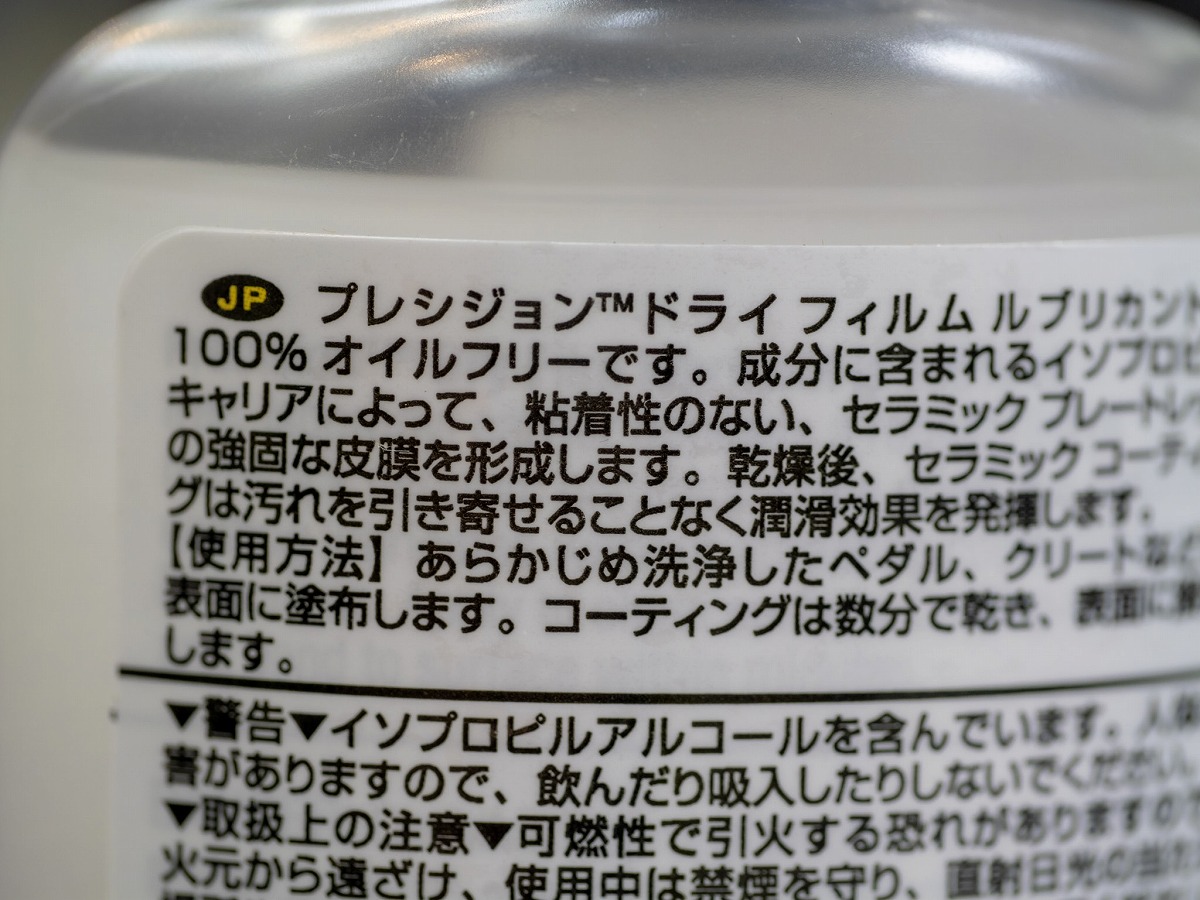 JP プレシジョン™ドライ フィルム ルブリカント
100% オイルフリーです。成分に含まれるイソプロピ
キャリアによって、粘着性のない、セラミック プレートレ
の強固な皮膜を形成します。乾燥後、セラミック コーティ
グは汚れを引き寄せることなく潤滑効果を発揮します。
【使用方法】あらかじめ洗浄したペダル、クリートなど
表面に塗布します。コーティングは数分で乾き、表面に
します。
▼警告▼イソプロピルアルコールを含んでいます。人体
害がありますので、飲んだり吸入したりしないでください。
▼取扱上の注意▼可燃性で引火する恐れがありますので
火元から遠ざけ、使用中は禁煙を守り、直射日光の当た